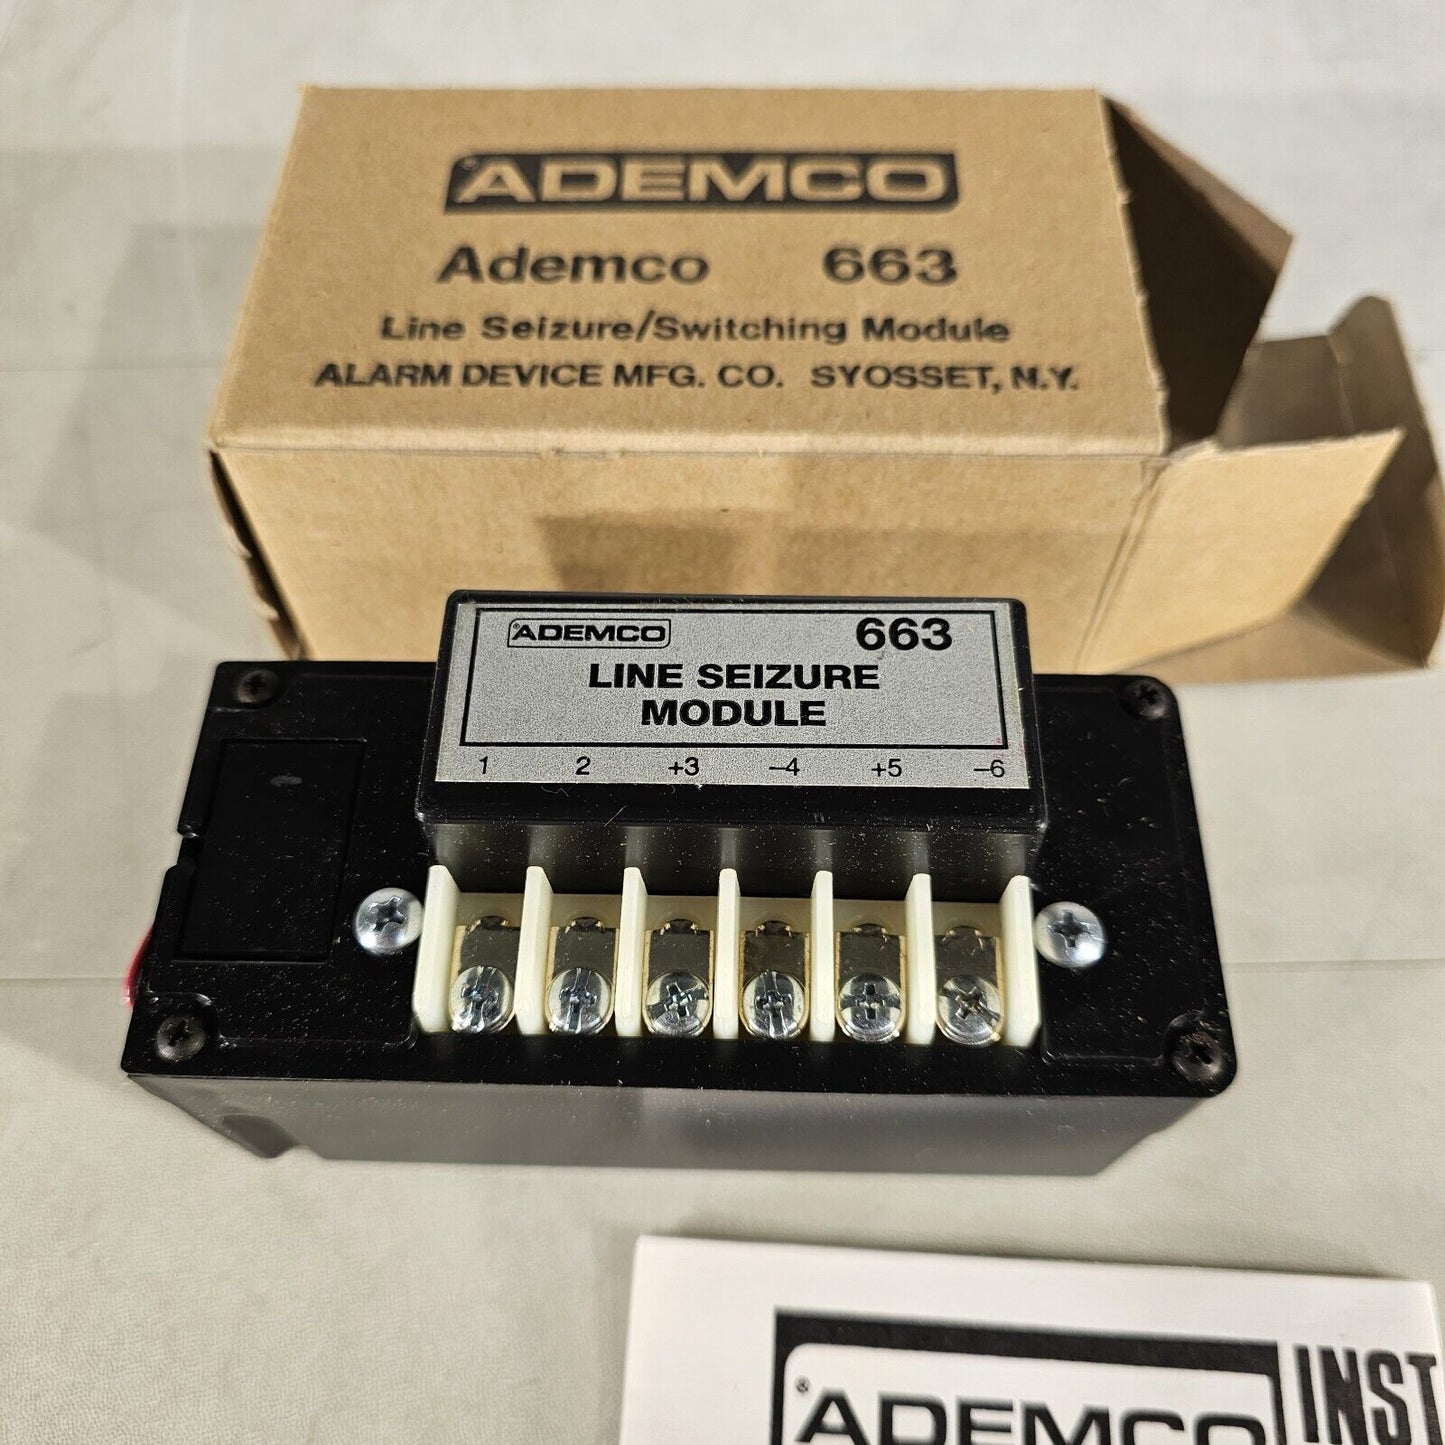 ® ADEMCO
Ademco 663
Line Seizure/Switching Module
ALARM DEVICE MFG. CO. SYOSSET, N.Y.
ADEMCO 663
LINE SEIZURE
MODULE
1 2 +3 –4 +5 –6
® ADEMCO INST